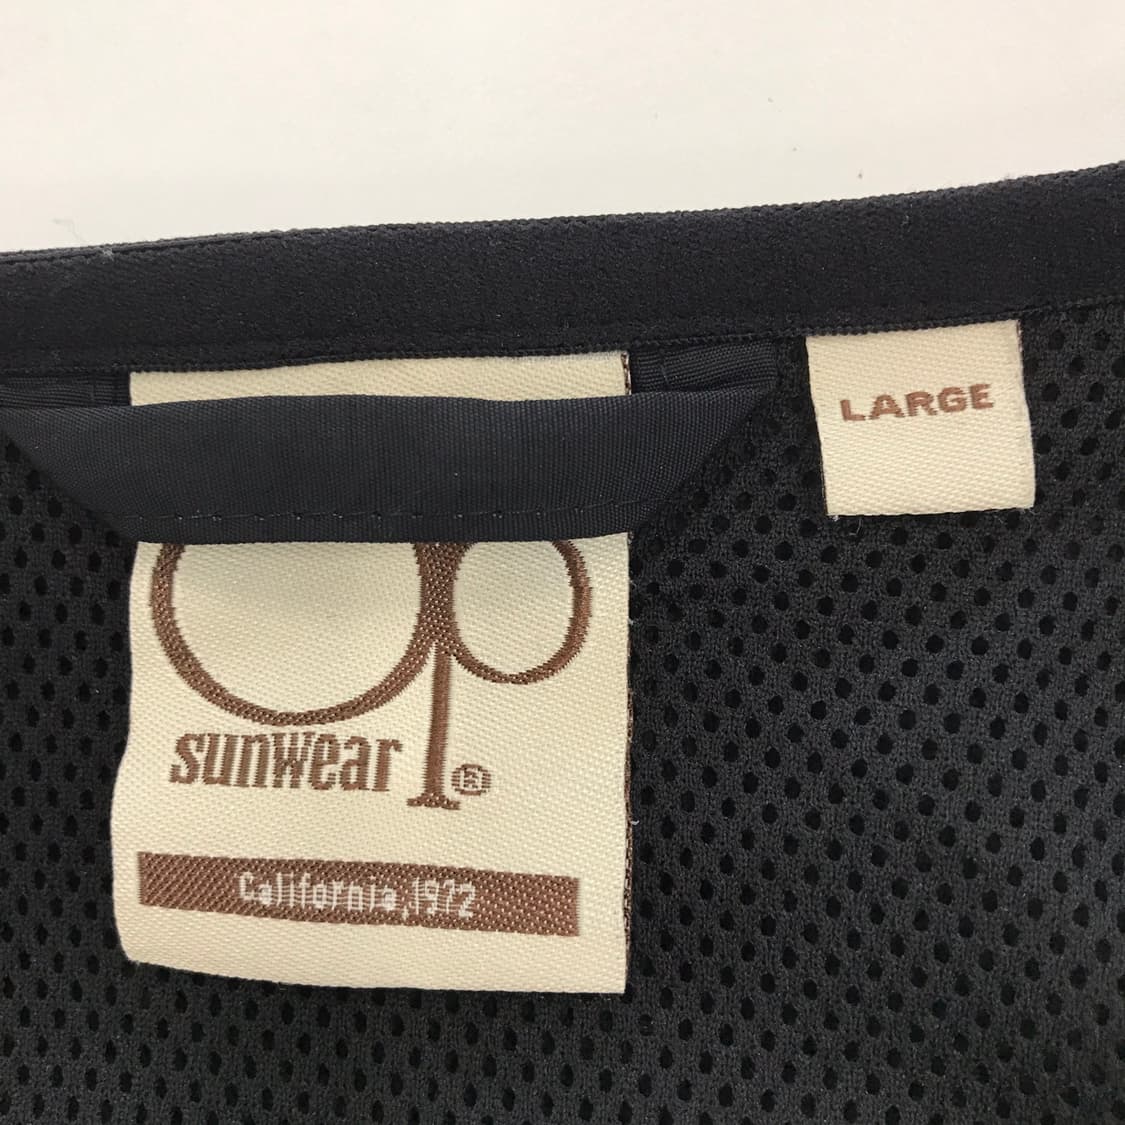 LARGE
op
sunwear ®
California, 1972